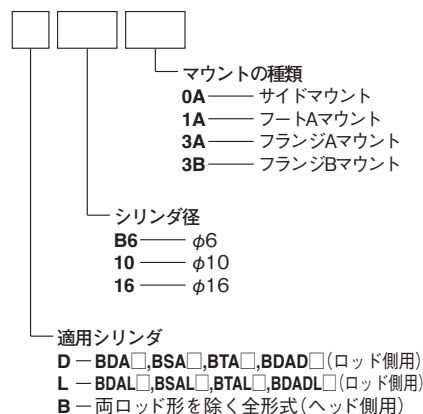 マウントの種類
0A―― サイドマウント
1A―― フートAマウント
3A―― フランジAマウント
3B―― フランジBマウント
シリンダ径
B6―― φ6
10―― φ10
16―― φ16
適用シリンダ
D ― BDA□,BSA□,BTA□,BDAD□(ロッド側用)
L ― BDAL□,BSAL□,BTAL□,BDADL□(ロッド側用)
B ― 両ロッド形を除く全形式(ヘッド側用)